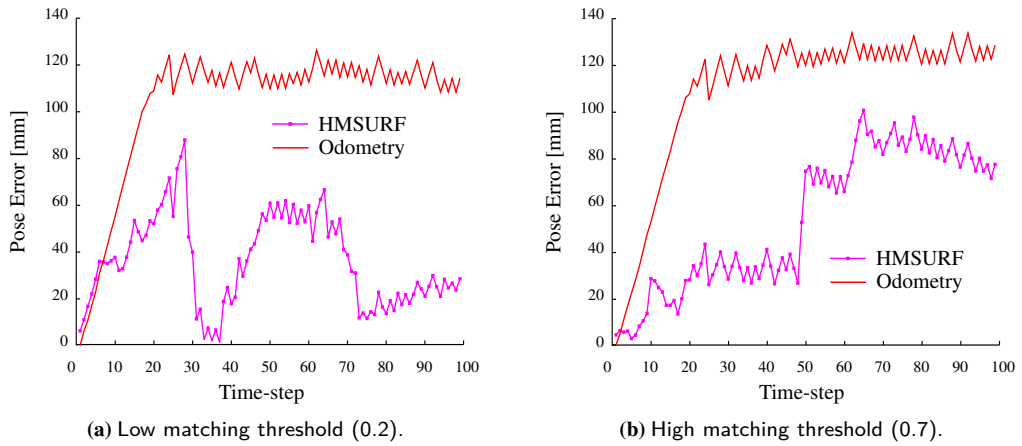 140
120
100
80
60
40
20
0
Pose Error [mm]
HMSURF
Odometry
0 10 20 30 40 50 60 70 80 90 100
Time-step
(a) Low matching threshold (0.2).
140
120
100
80
60
40
20
0
Pose Error [mm]
HMSURF
Odometry
0 10 20 30 40 50 60 70 80 90 100
Time-step
(b) High matching threshold (0.7).